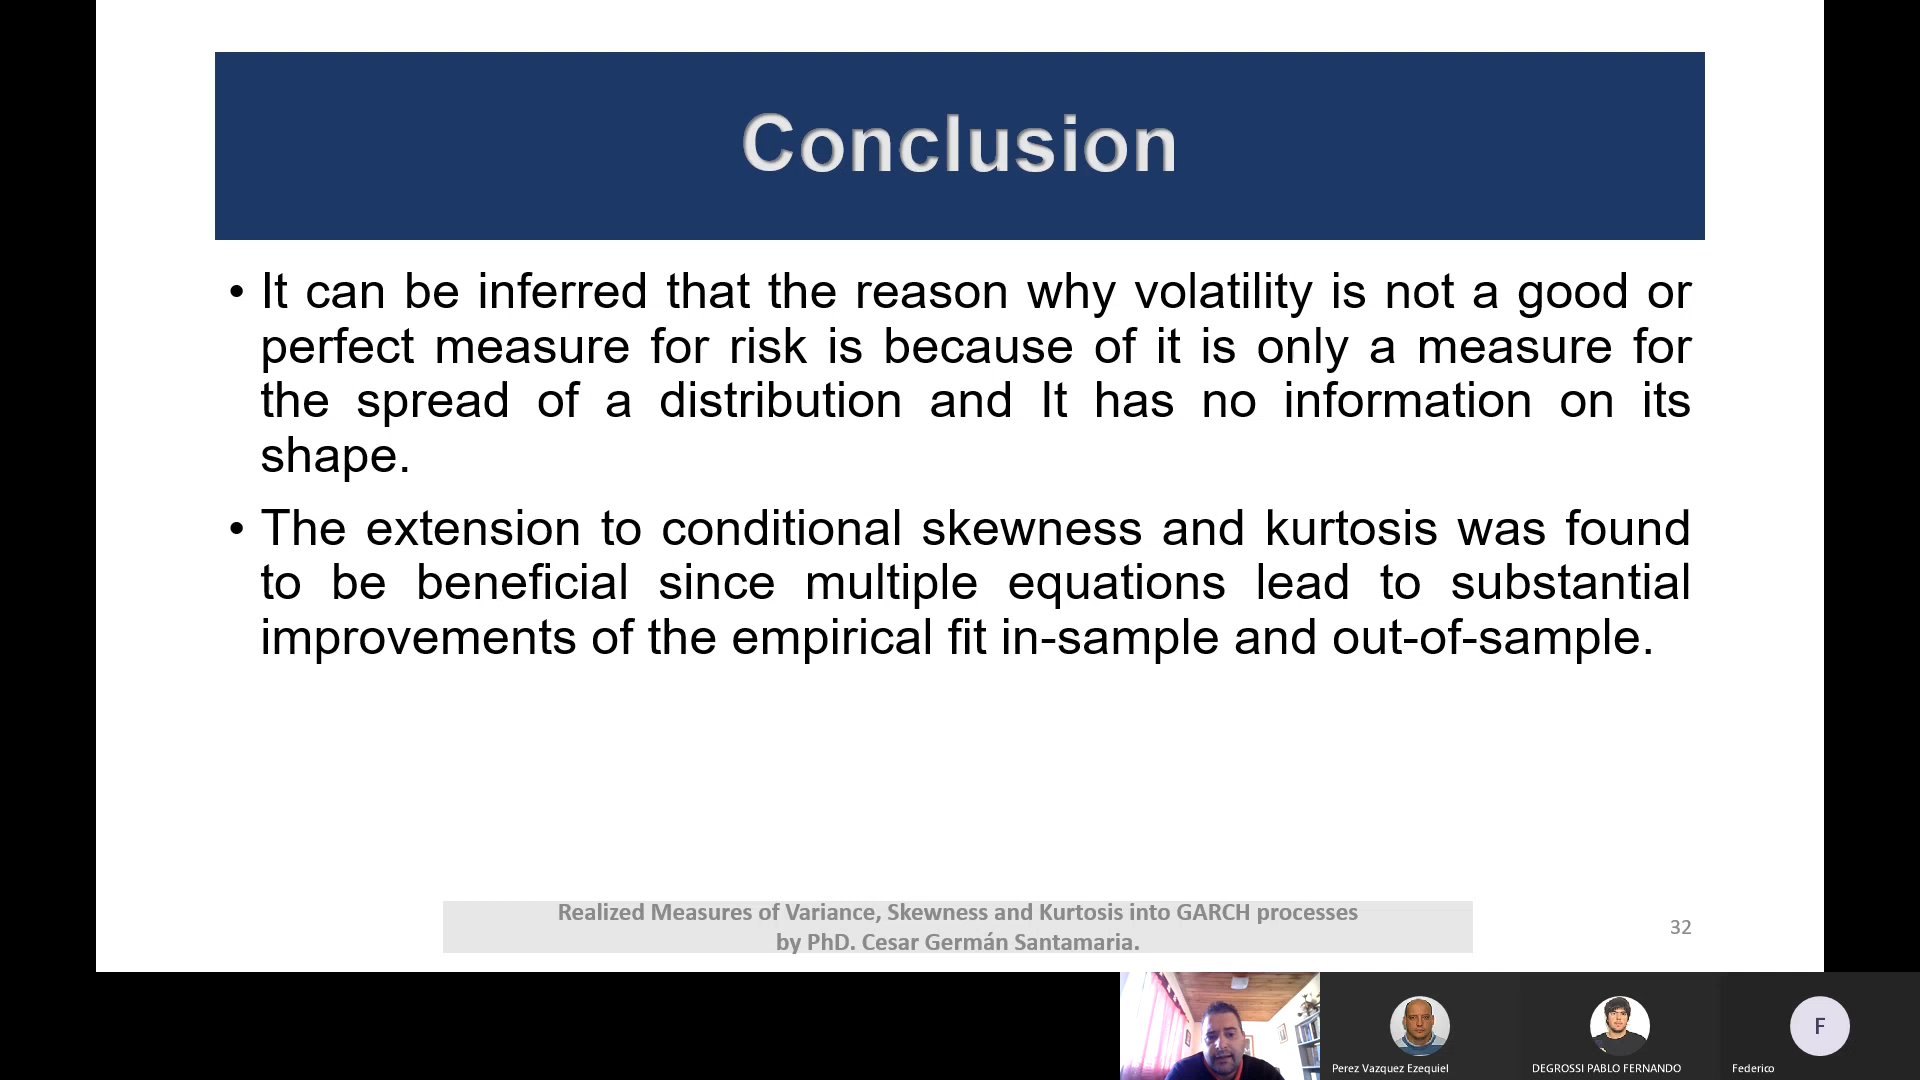 Conclusion
• It can be inferred that the reason why volatility is not a good or
perfect measure for risk is because of it is only a measure for
the spread of a distribution and It has no information on its
shape.
• The extension to conditional skewness and kurtosis was found
to be beneficial since multiple equations lead to substantial
improvements of the empirical fit in-sample and out-of-sample.
Realized Measures of Variance, Skewness and Kurtosis into GARCH processes
by PhD. Cesar Germán Santamaria.
32
F
Perez Vazquez Ezequiel
DEGROSSI PABLO FERNANDO
Federico